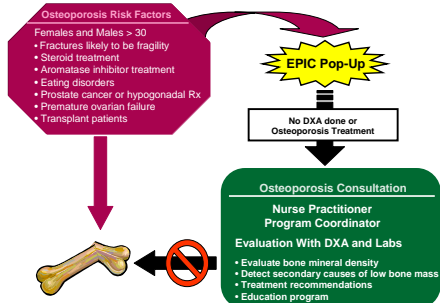 Osteoporosis Risk Factors
Females and Males > 30
•Fractures likely to be fragility
•Steroid treatment
•Aromatase inhibitor treatment
•Eating disorders
•Prostate cancer or hypogonadal Rx
•Premature ovarian failure
•Transplant patients
EPIC Pop-Up
No DXA done or
Osteoporosis Treatment
Osteoporosis Consultation
Nurse Practitioner
Program Coordinator
Evaluation With DXA and Labs
•Evaluate bone mineral density
•Detect secondary causes of low bone mass
•Treatment recommendations
•Education program